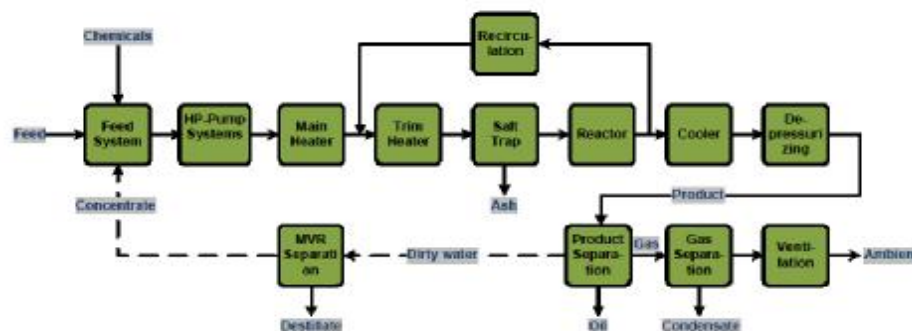 Chemicals
Recircu-
lation
Feed
Feed
System
HP-Pump
Systems
Main
Heater
Trim
Heater
Salt
Trap
Reactor
Cooler
De-
pressuri
zing
Concentrate
Ash
Product
MVR
Separati
on
Dirty water
Product
Separa-
tion
Gas
Gas
Separa-
tion
Venti-
lation
Ambien
Destillate
Oil
Condensate